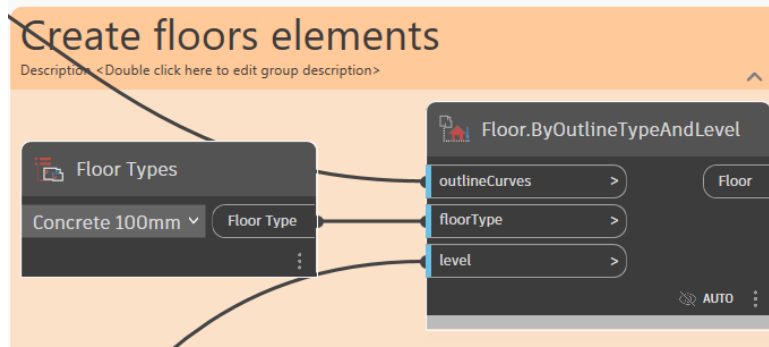 Create floors elements
Description <Double click here to edit group description>
Floor.ByOutlineTypeAndLevel
Floor Types
outlineCurves >
Floor
Concrete 100mm
Floor Type
floorType >
level >
AUTO